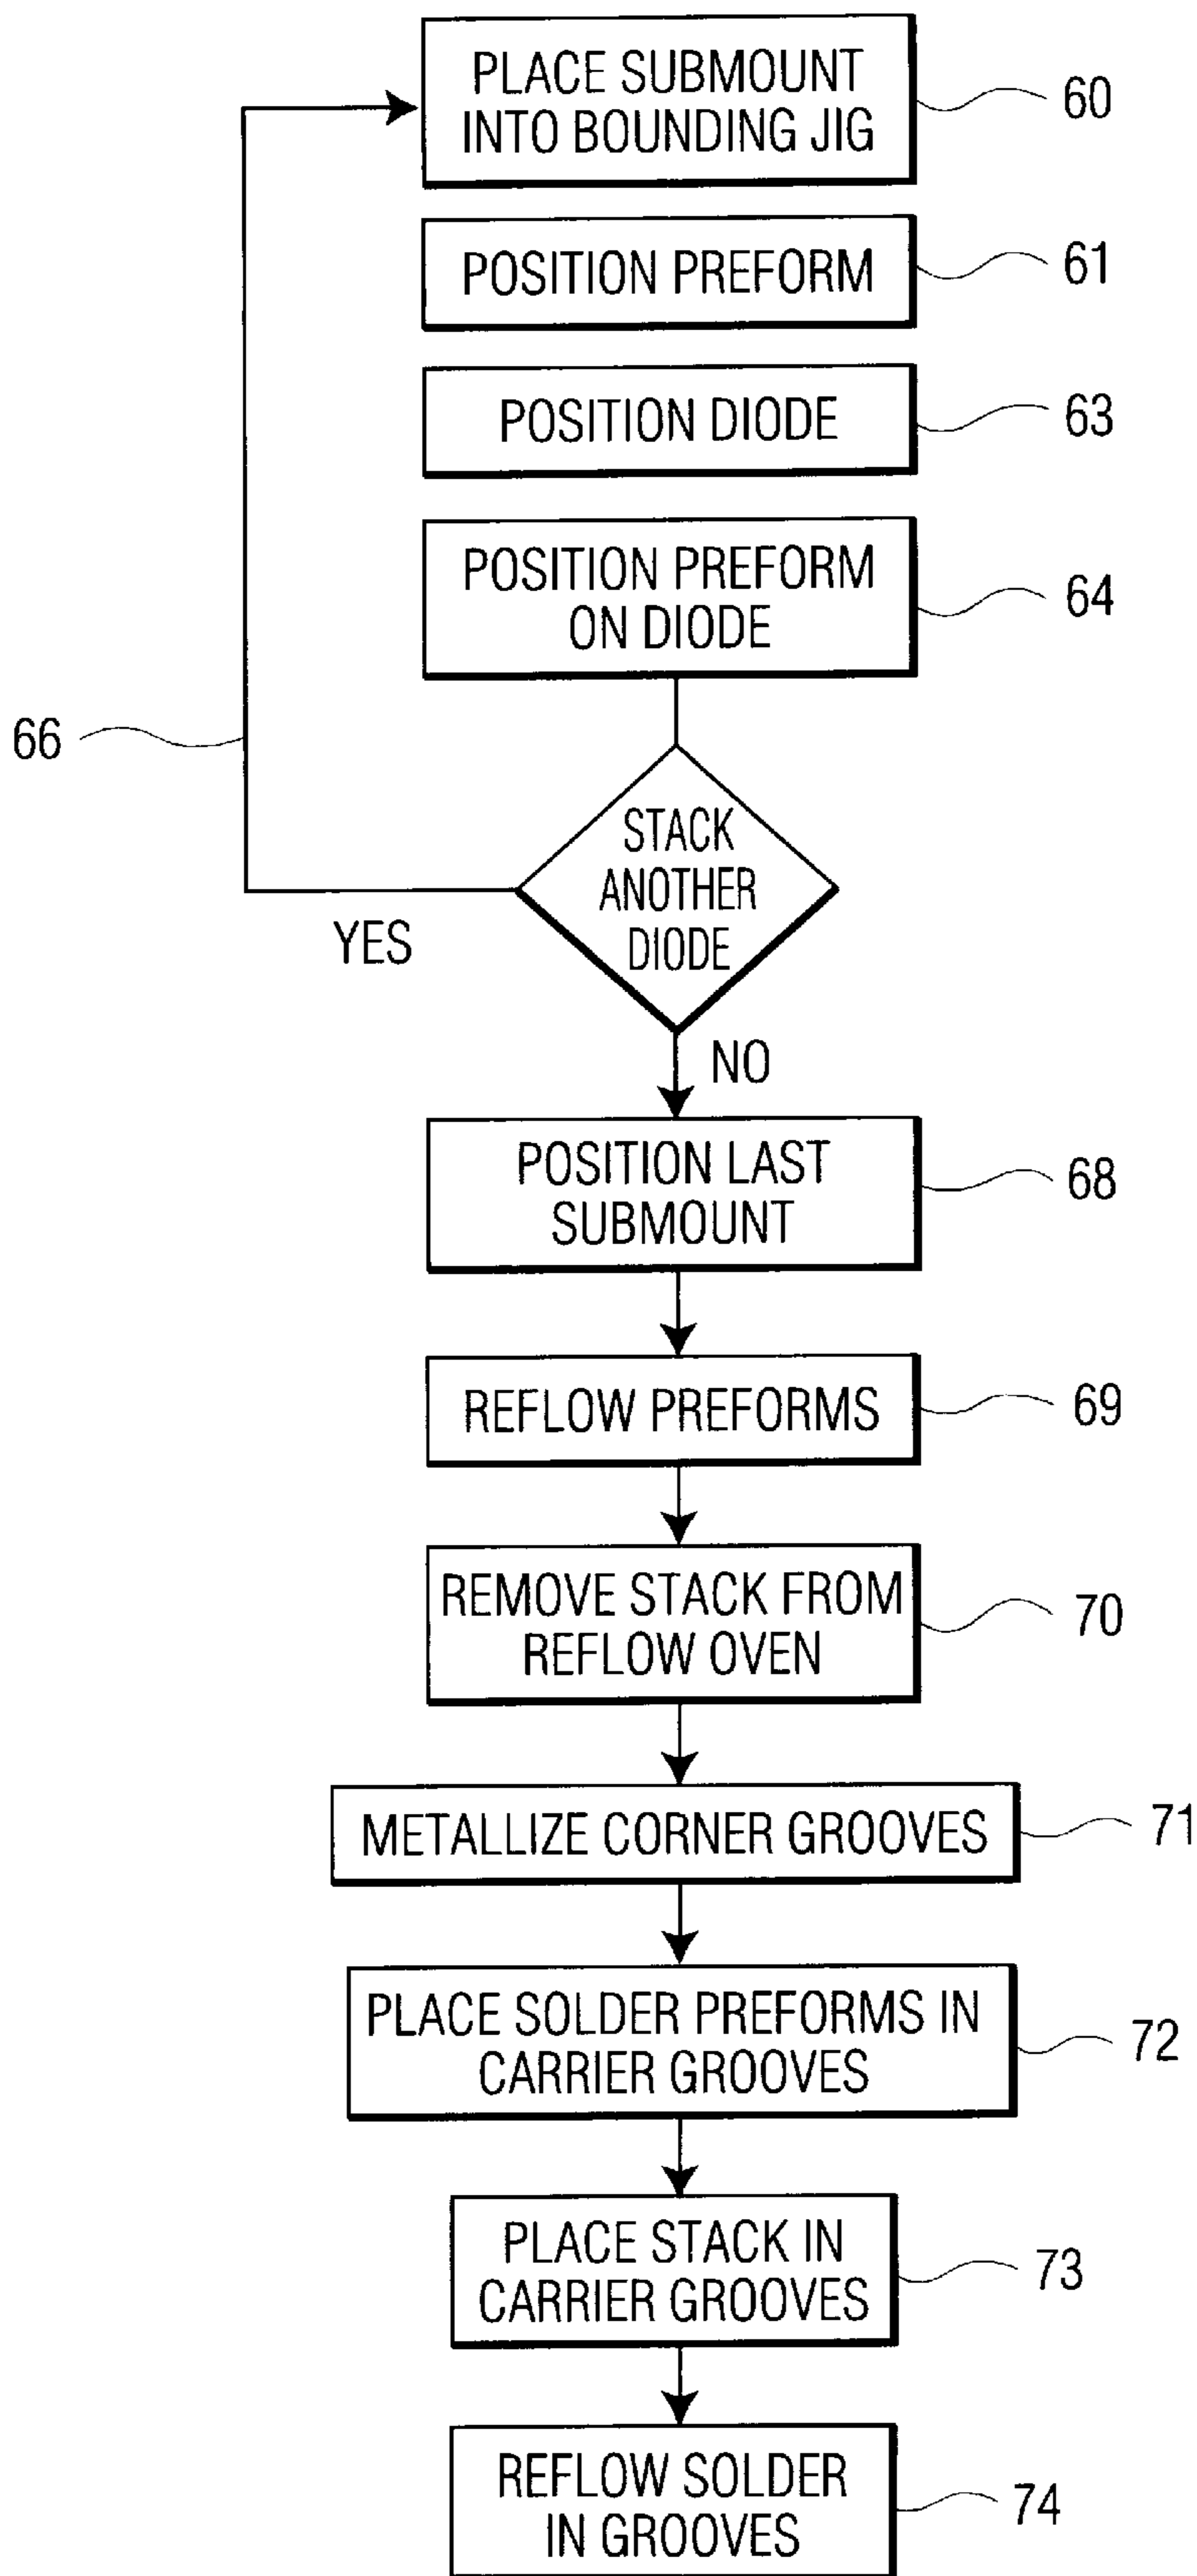 PLACE SUBMOUNT
INTO BOUNDING JIG
60
POSITION PREFORM
61
POSITION DIODE
63
POSITION PREFORM
ON DIODE
64
66
STACK
ANOTHER
DIODE
YES
NO
POSITION LAST
SUBMOUNT
68
REFLOW PREFORMS
69
REMOVE STACK FROM
REFLOW OVEN
70
METALLIZE CORNER GROOVES
71
PLACE SOLDER PREFORMS IN
CARRIER GROOVES
72
PLACE STACK IN
CARRIER GROOVES
73
REFLOW SOLDER
IN GROOVES
74